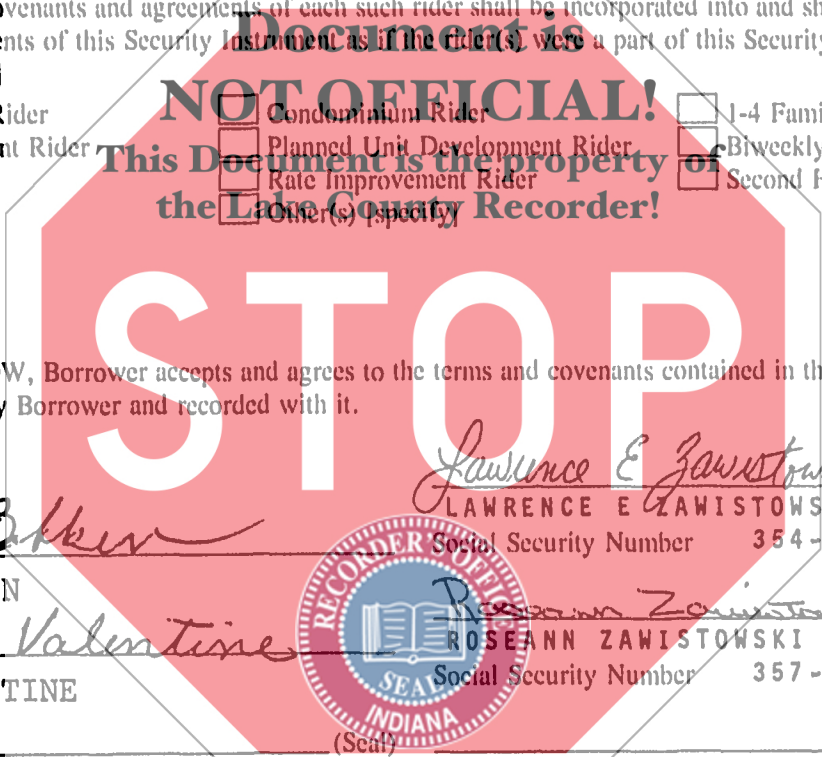 venants and agreements of each such rider shall be incorporated into and sh
nts of this Security Instrument as if the rider(s) were a part of this Security
Document is
NOT OFFICIAL!
This Document is the property of
the Lake County Recorder!
Rider Condominium Rider 1-4 Fami
nt Rider Planned Unit Development Rider Biweekly
Rate Improvement Rider Second H
Other(s) [specify]
STOP
W, Borrower accepts and agrees to the terms and covenants contained in th
y Borrower and recorded with it.
Lawrence E Zawistow
LAWRENCE E ZAWISTOWS
Social Security Number 354-
N
Roseann Zawisto
Valentine
ROSEANN ZAWISTOWSKI
Social Security Number 357-
TINE
RECORDER'S OFFICE
SEAL
INDIANA
(Seal)